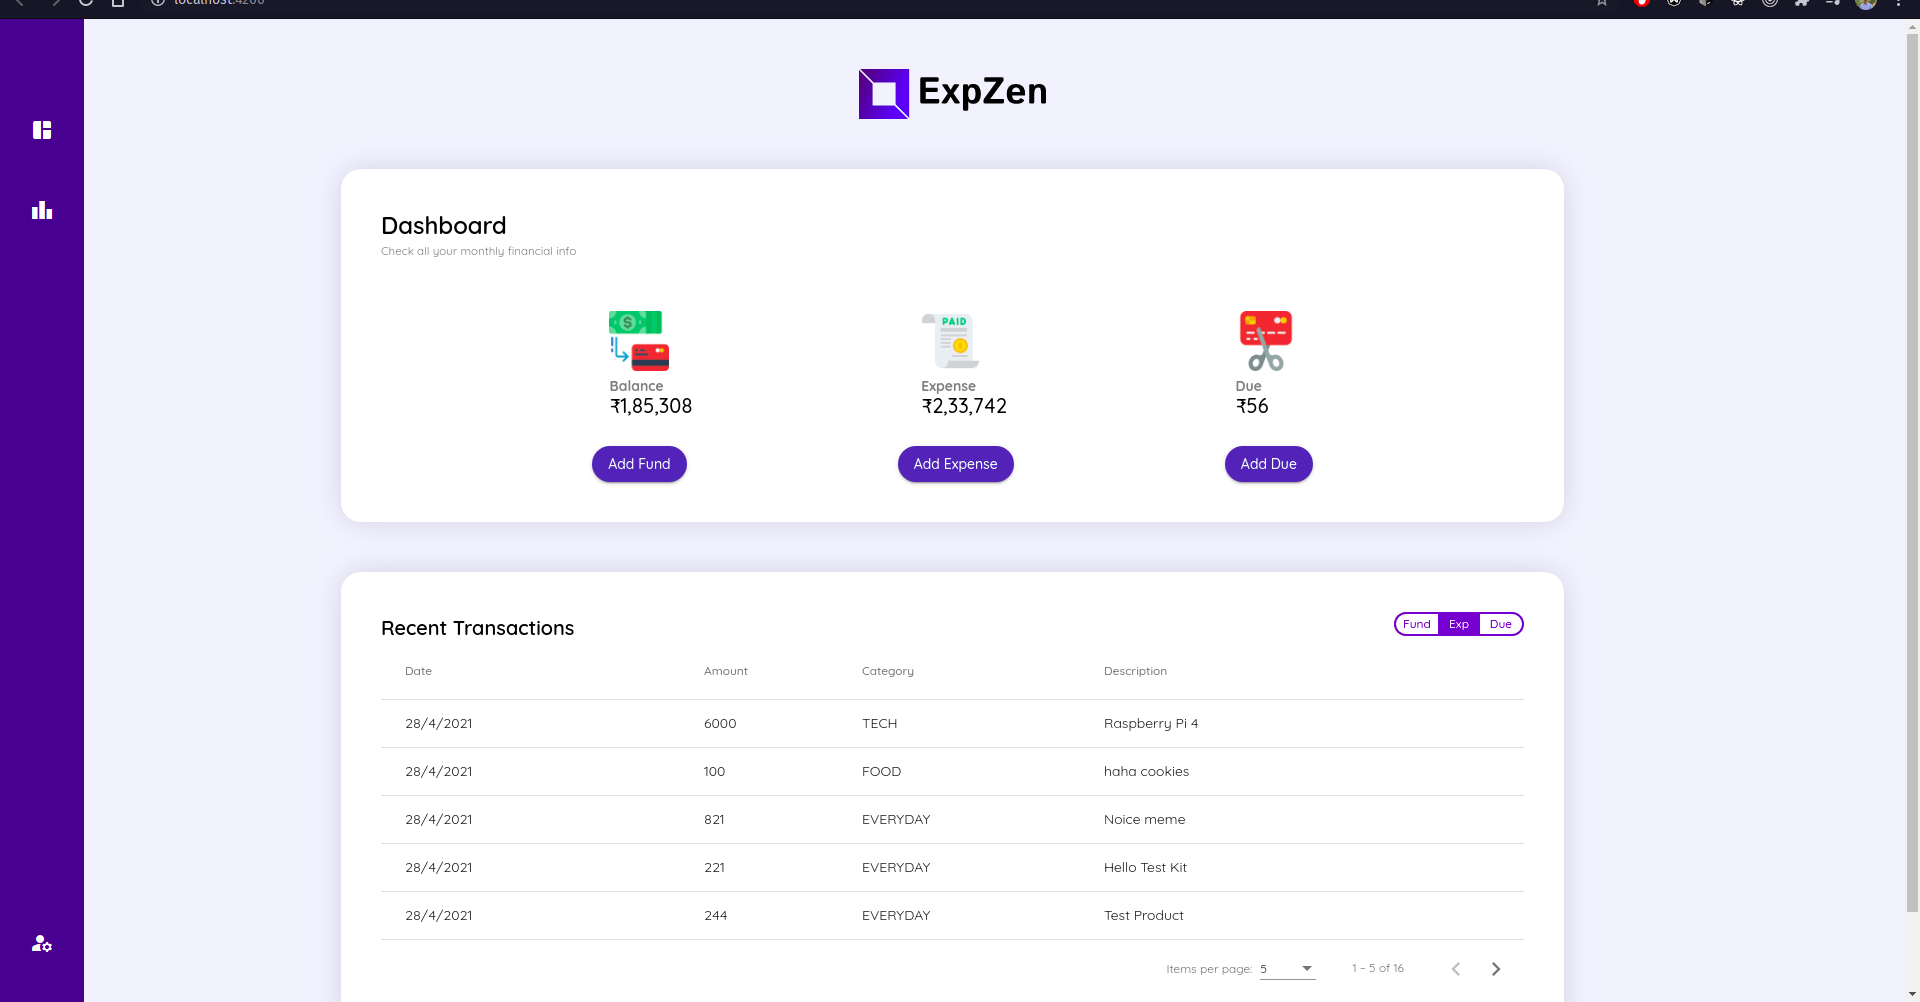 localhost:4200
ExpZen
Dashboard
Check all your monthly financial info
PAID
Balance Expense Due
₹1,85,308 ₹2,33,742 ₹56
Add Fund Add Expense Add Due
Recent Transactions Fund Exp Due
Date Amount Category Description
28/4/2021 6000 TECH Raspberry Pi 4
28/4/2021 100 FOOD haha cookies
28/4/2021 821 EVERYDAY Noice meme
28/4/2021 221 EVERYDAY Hello Test Kit
28/4/2021 244 EVERYDAY Test Product
Items per page: 5 1 – 5 of 16